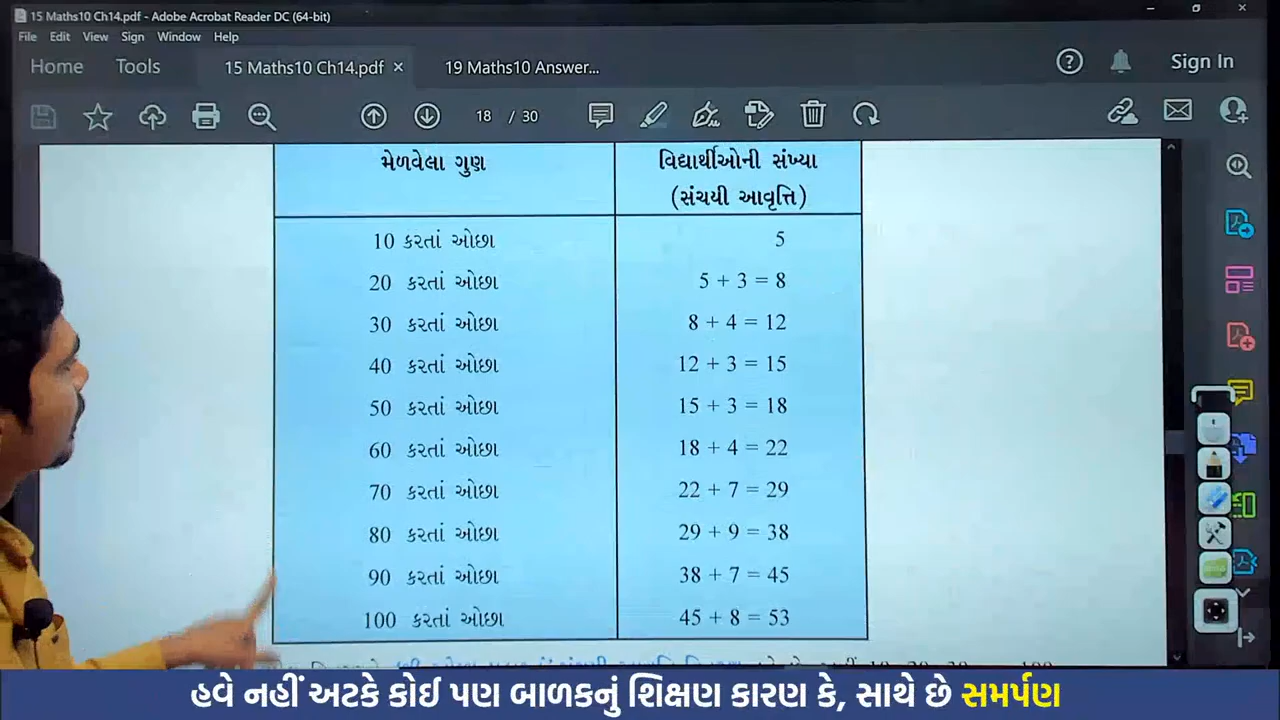 15 Maths10 Ch14.pdf - Adobe Acrobat Reader DC (64-bit)
File Edit View Sign Window Help
Home Tools 15 Maths10 Ch14.pdf × 19 Maths10 Answer... Sign In
18 / 30
મેળવેલા ગુણ વિદ્યાર્થીઓની સંખ્યા
(સંચયી આવૃત્તિ)
10 કરતાં ઓછા 5
20 કરતાં ઓછા 5 + 3 = 8
30 કરતાં ઓછા 8 + 4 = 12
40 કરતાં ઓછા 12 + 3 = 15
50 કરતાં ઓછા 15 + 3 = 18
60 કરતાં ઓછા 18 + 4 = 22
70 કરતાં ઓછા 22 + 7 = 29
80 કરતાં ઓછા 29 + 9 = 38
90 કરતાં ઓછા 38 + 7 = 45
100 કરતાં ઓછા 45 + 8 = 53
હવે નહીં અટકે કોઈ પણ બાળકનું શિક્ષણ કારણ કે, સાથે છે સમર્પણ